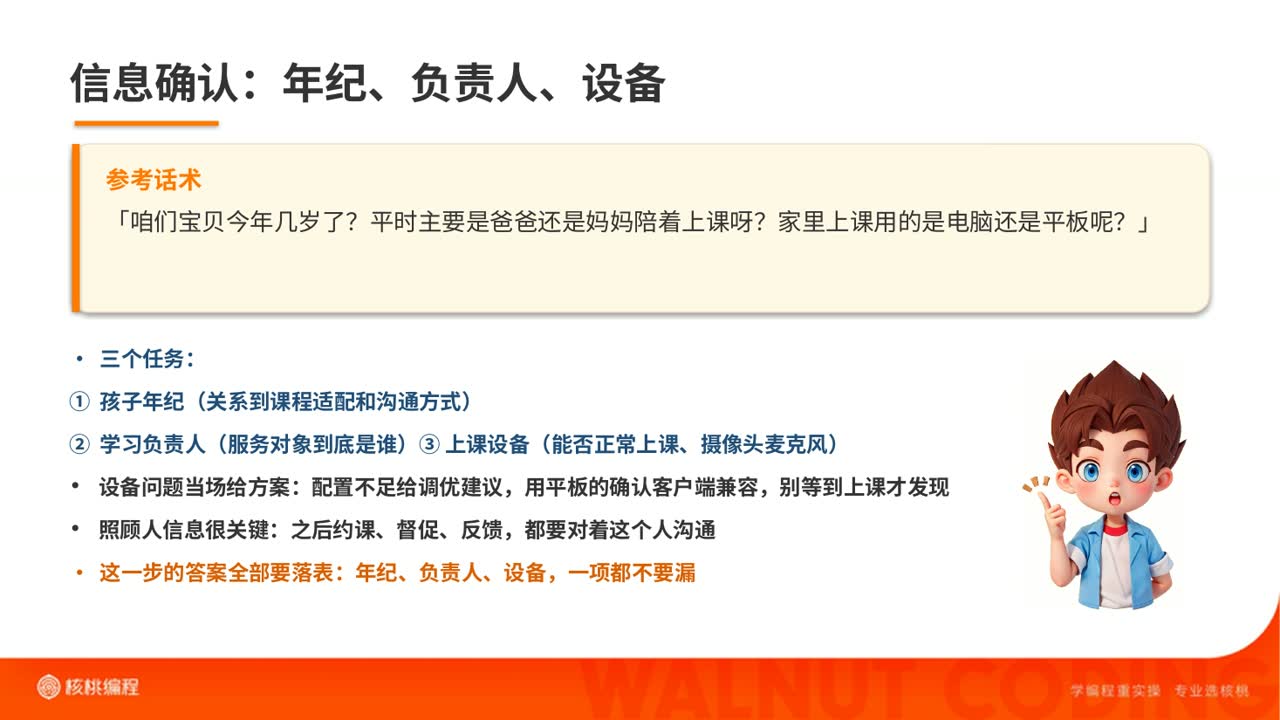 信息确认：年纪、负责人、设备
参考话术
「咱们宝贝今年几岁了？平时主要是爸爸还是妈妈陪着上课呀？家里上课用的是电脑还是平板呢？」
• 三个任务：
① 孩子年纪（关系到课程适配和沟通方式）
② 学习负责人（服务对象到底是谁）③ 上课设备（能否正常上课、摄像头麦克风）
• 设备问题当场给方案：配置不足给调优建议，用平板的确认客户端兼容，别等到上课才发现
• 照顾人信息很关键：之后约课、督促、反馈，都要对着这个人沟通
• 这一步的答案全部要落表：年纪、负责人、设备，一项都不要漏
核桃编程
WALNUT CODING
学编程重实操 专业选核桃